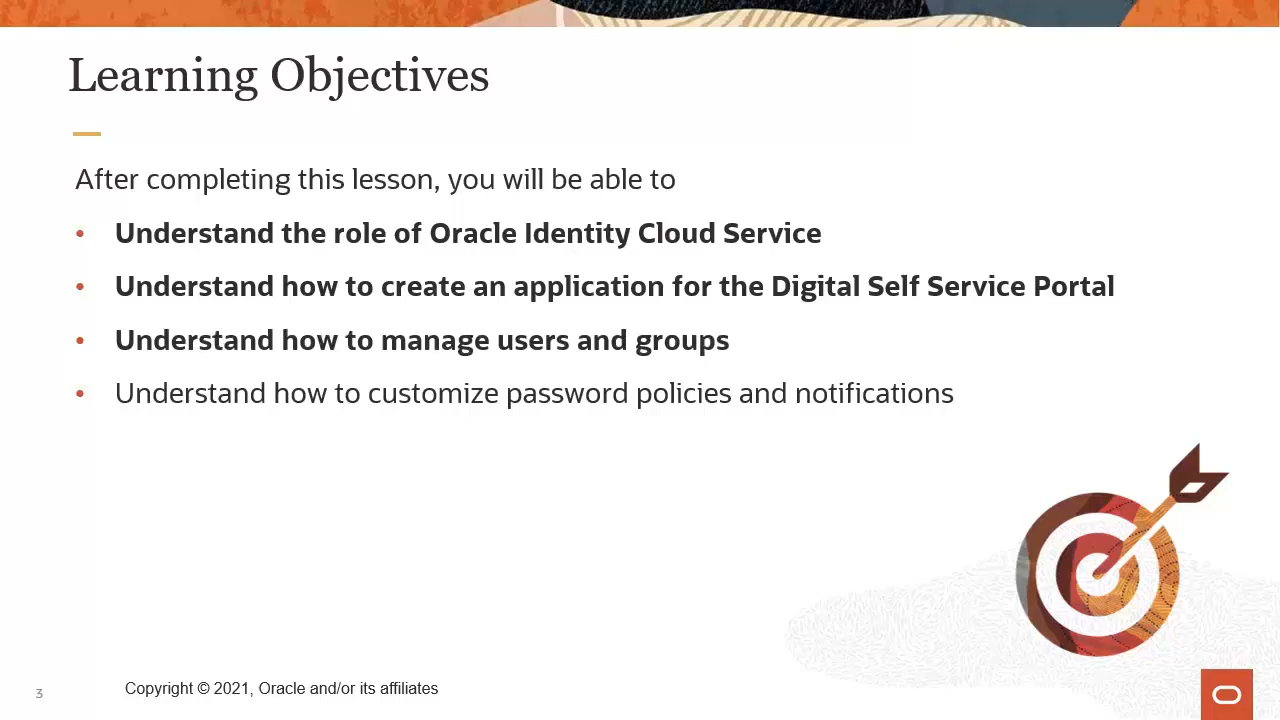 Learning Objectives
After completing this lesson, you will be able to
• Understand the role of Oracle Identity Cloud Service
• Understand how to create an application for the Digital Self Service Portal
• Understand how to manage users and groups
• Understand how to customize password policies and notifications
3
Copyright © 2021, Oracle and/or its affiliates